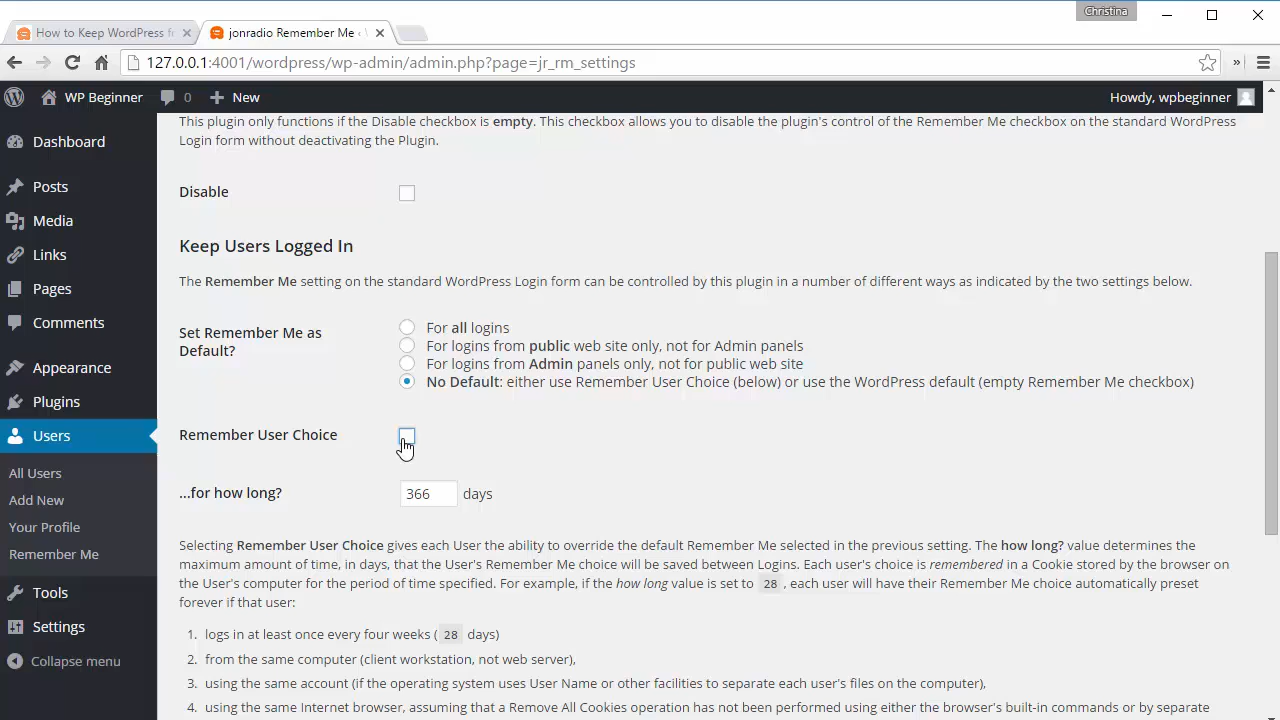 Christina
How to Keep WordPress f
jonradio Remember Me ‹
127.0.0.1:4001/wordpress/wp-admin/admin.php?page=jr_rm_settings
WP Beginner 0 New Howdy, wpbeginner
Dashboard
Posts
Media
Links
Pages
Comments
Appearance
Plugins
Users
All Users
Add New
Your Profile
Remember Me
Tools
Settings
Collapse menu
This plugin only functions if the Disable checkbox is empty. This checkbox allows you to disable the plugin's control of the Remember Me checkbox on the standard WordPress
Login form without deactivating the Plugin.
Disable
Keep Users Logged In
The Remember Me setting on the standard WordPress Login form can be controlled by this plugin in a number of different ways as indicated by the two settings below.
Set Remember Me as
Default?
For all logins
For logins from public web site only, not for Admin panels
For logins from Admin panels only, not for public web site
No Default: either use Remember User Choice (below) or use the WordPress default (empty Remember Me checkbox)
Remember User Choice
...for how long? 366 days
Selecting Remember User Choice gives each User the ability to override the default Remember Me selected in the previous setting. The how long? value determines the
maximum amount of time, in days, that the User's Remember Me choice will be saved between Logins. Each user's choice is remembered in a Cookie stored by the browser on
the User's computer for the period of time specified. For example, if the how long value is set to 28 , each user will have their Remember Me choice automatically preset
forever if that user:
1. logs in at least once every four weeks ( 28 days)
2. from the same computer (client workstation, not web server),
3. using the same account (if the operating system uses User Name or other facilities to separate each user's files on the computer),
4. using the same Internet browser, assuming that a Remove All Cookies operation has not been performed using either the browser's built-in commands or by separate